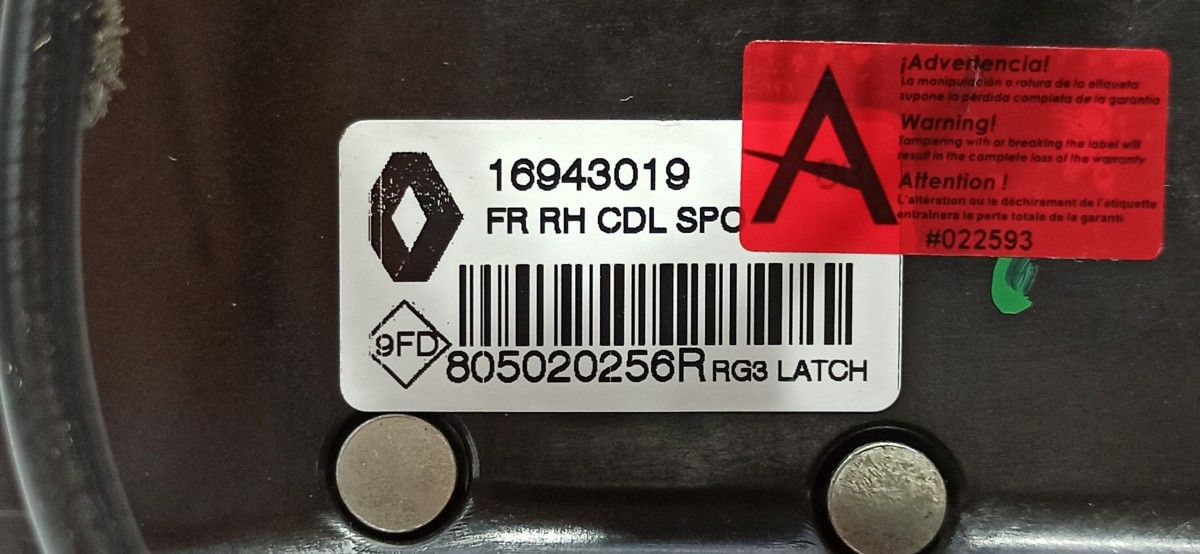 16943019
FR RH CDL SPO
9FD
805020256R RG3 LATCH
A
¡Advertencia!
La manipulación o rotura de la etiqueta
supone la pérdida completa de la garantía
Warning!
Tampering with or breaking the label will
result in the complete loss of the warranty
Attention !
L'altération ou le déchirement de l'étiquette
entraînera la perte totale de la garanti
#022593